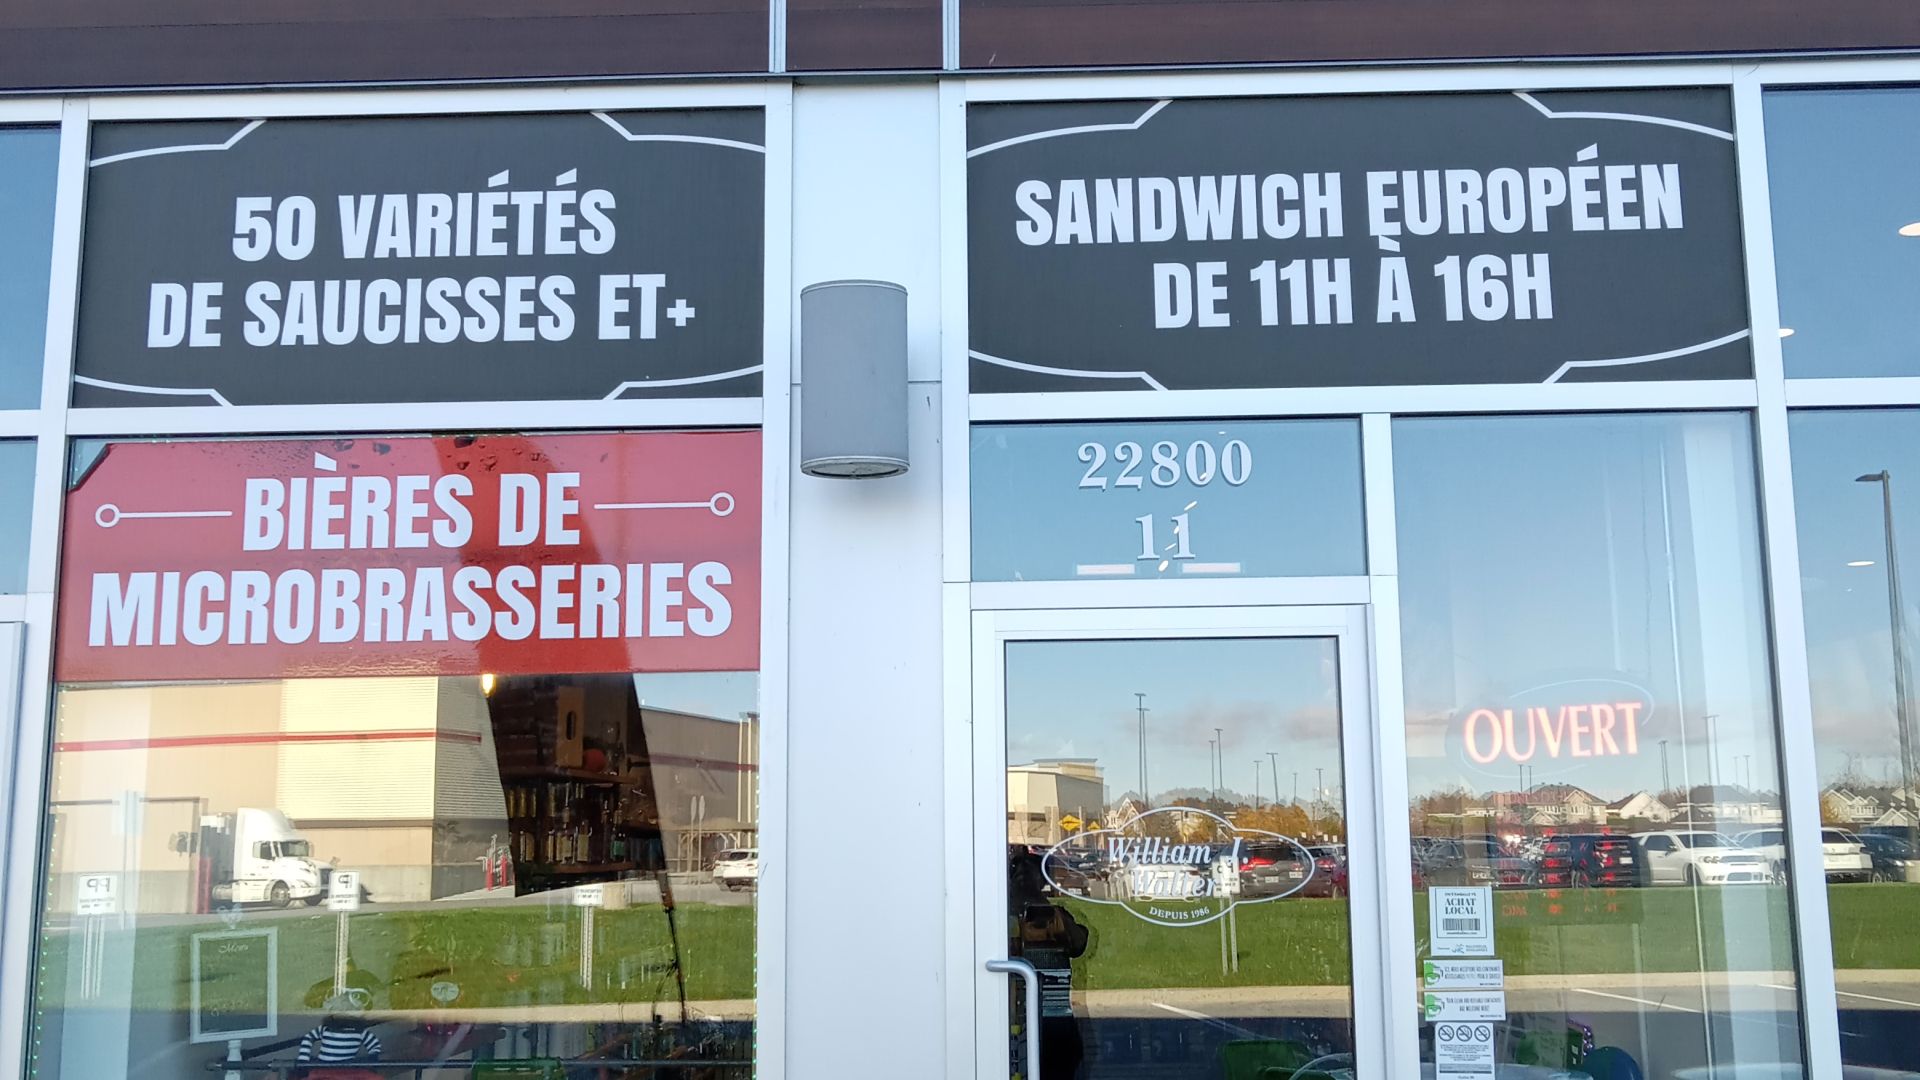 50 VARIÉTÉS
DE SAUCISSES ET+
SANDWICH EUROPÉEN
DE 11H À 16H
BIÈRES DE
MICROBRASSERIES
22800
11
OUVERT
William J.
Walter
DEPUIS 1986
ACHAT
LOCAL
Menu